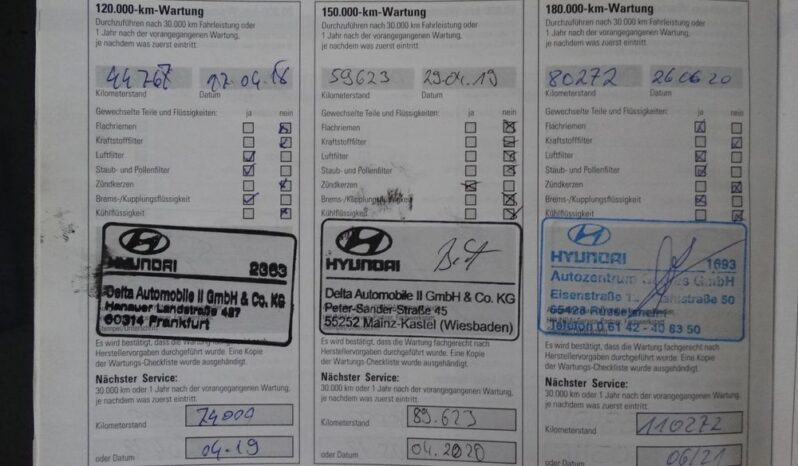 120.000-km-Wartung
Durchzuführen nach 30.000 km Fahrleistung oder
1 Jahr nach der vorangegangenen Wartung,
je nachdem was zuerst eintritt
44767 17.04.18
Kilometerstand Datum
Gewechselte Teile und Flüssigkeiten: ja nein
Flachriemen
Kraftstofffilter
Luftfilter
Staub- und Pollenfilter
Zündkerzen
Brems-/Kupplungsflüssigkeit
Kühlflüssigkeit
HYUNDAI 2363
Delta Automobile II GmbH & Co. KG
Hanauer Landstraße 437
60314 Frankfurt
Es wird bestätigt, dass die Wartung fachgerecht nach
Herstellervorgaben durchgeführt wurde. Eine Kopie
der Wartungs-Checkliste wurde ausgehändigt.
Nächster Service:
30.000 km oder 1 Jahr nach der vorangegangenen Wartung,
je nachdem was zuerst eintritt.
Kilometerstand 74000
oder Datum 04.19
150.000-km-Wartung
Durchzuführen nach 30.000 km Fahrleistung oder
1 Jahr nach der vorangegangenen Wartung,
je nachdem was zuerst eintritt.
59623 29.04.19
Kilometerstand Datum
Gewechselte Teile und Flüssigkeiten: ja nein
Flachriemen
Kraftstofffilter
Luftfilter
Staub- und Pollenfilter
Zündkerzen
Brems-/Kupplungsflüssigkeit
Kühlflüssigkeit
HYUNDAI
Delta Automobile II GmbH & Co. KG
Peter-Sander-Straße 45
55252 Mainz-Kastel (Wiesbaden)
Es wird bestätigt, dass die Wartung fachgerecht nach
Herstellervorgaben durchgeführt wurde. Eine Kopie
der Wartungs-Checkliste wurde ausgehändigt.
Nächster Service:
30.000 km oder 1 Jahr nach der vorangegangenen Wartung,
je nachdem was zuerst eintritt.
Kilometerstand 89.623
oder Datum 04.2020
180.000-km-Wartung
Durchzuführen nach 30.000 km Fahrleistung oder
1 Jahr nach der vorangegangenen Wartung,
je nachdem was zuerst eintritt.
80272 26 06 20
Kilometerstand Datum
Gewechselte Teile und Flüssigkeiten: ja nein
Flachriemen
Kraftstofffilter
Luftfilter
Staub- und Pollenfilter
Zündkerzen
Brems-/Kupplungsflüssigkeit
Kühlflüssigkeit
HYUNDAI 1693
Autozentrum GmbH
Eisenstraße 50
65428 Rüsselsheim
Telefon 0 61 42 - 40 63 50
Es wird bestätigt, dass die Wartung fachgerecht nach
Herstellervorgaben durchgeführt wurde. Eine Kopie
der Wartungs-Checkliste wurde ausgehändigt.
Nächster Service:
30.000 km oder 1 Jahr nach der vorangegangenen Wartung,
je nachdem was zuerst eintritt.
Kilometerstand 110272
oder Datum 06/21